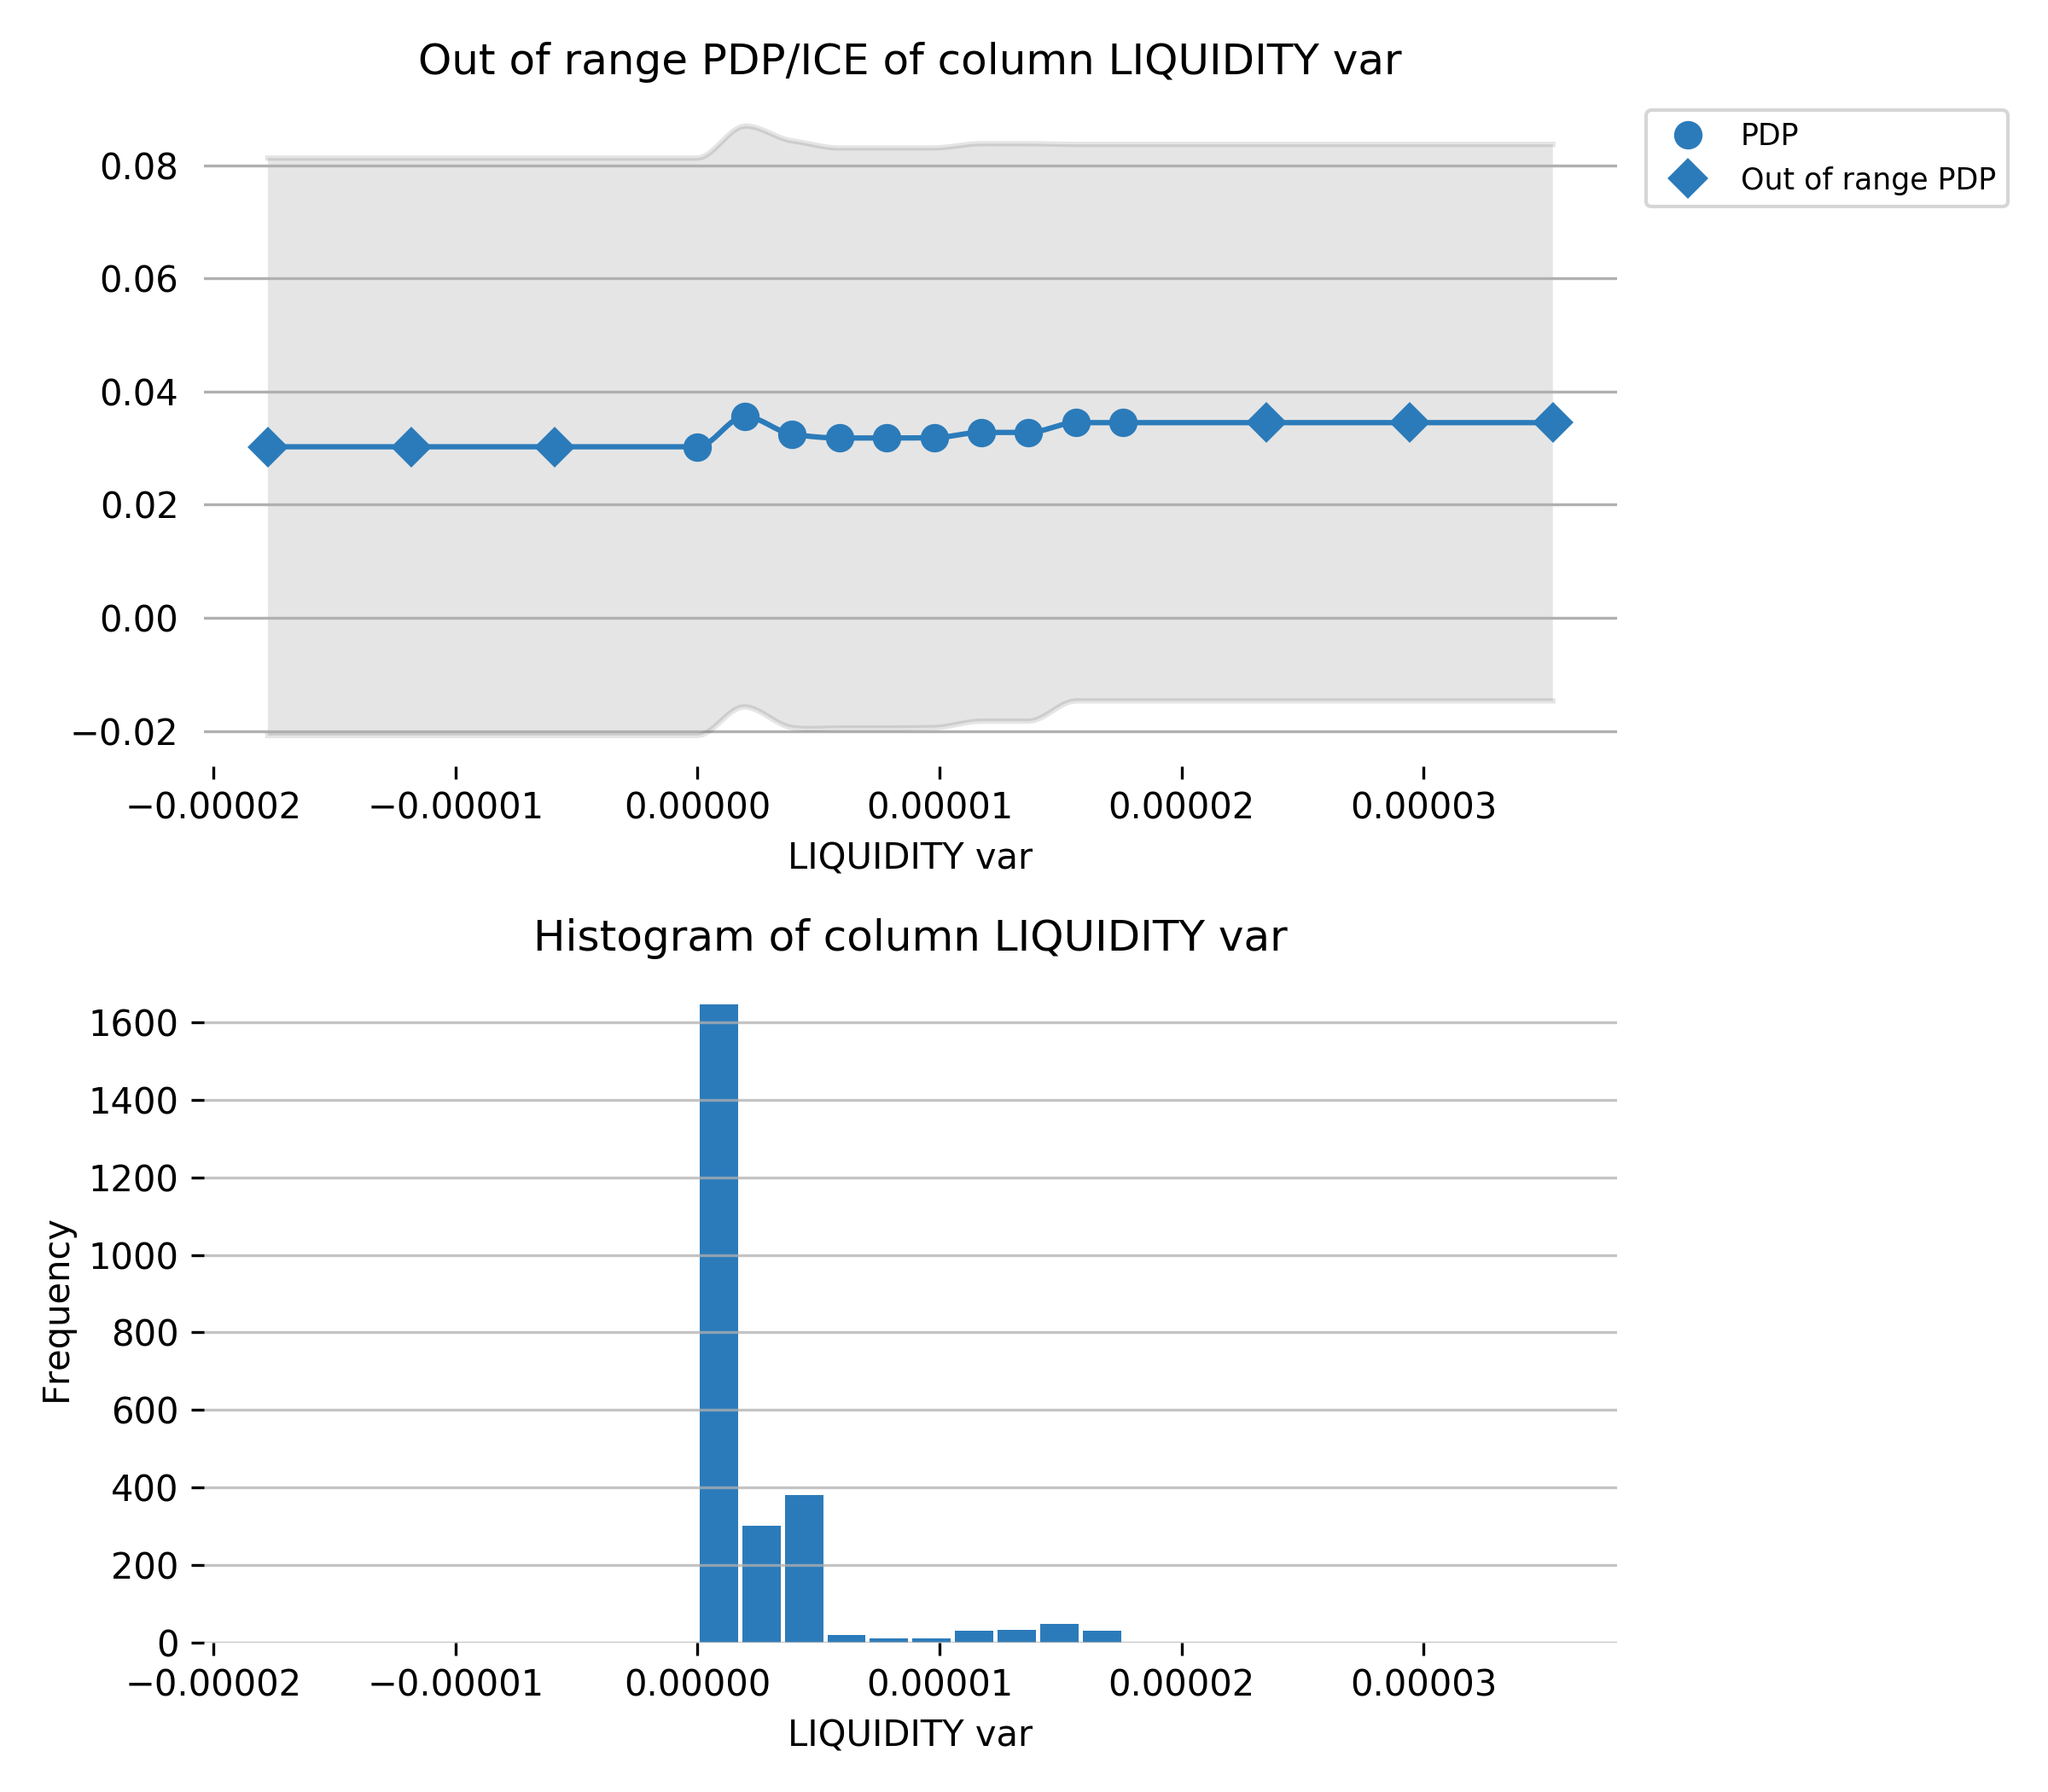 Out of range PDP/ICE of column LIQUIDITY var
PDP
Out of range PDP
0.08
0.06
0.04
0.02
0.00
−0.02
−0.00002 −0.00001 0.00000 0.00001 0.00002 0.00003
LIQUIDITY var
Histogram of column LIQUIDITY var
1600
1400
1200
1000
800
600
400
200
0
Frequency
−0.00002 −0.00001 0.00000 0.00001 0.00002 0.00003
LIQUIDITY var